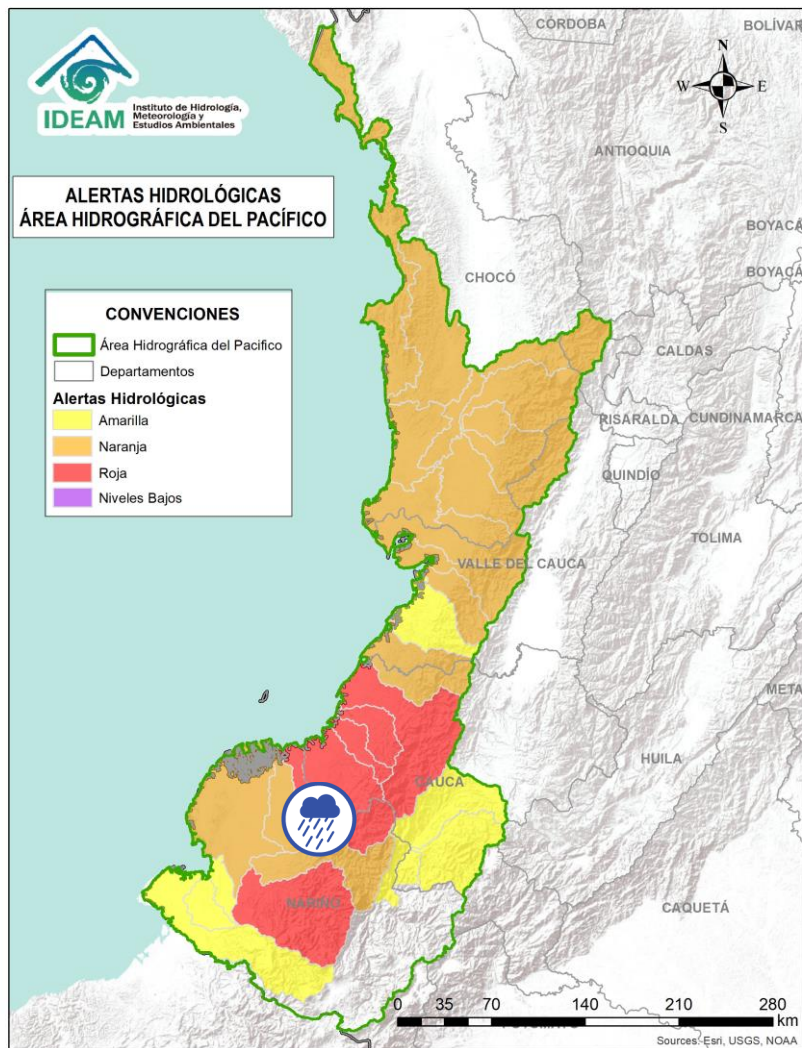 CÓRDOBA
BOLÍVAR
IDEAM
Instituto de Hidrología,
Meteorología y
Estudios Ambientales
N
W
E
S
ANTIOQUIA
ALERTAS HIDROLÓGICAS
ÁREA HIDROGRÁFICA DEL PACÍFICO
BOYACÁ
BOYACÁ
CHOCÓ
CONVENCIONES
Área Hidrográfica del Pacifico
Departamentos
Alertas Hidrológicas
Amarilla
Naranja
Roja
Niveles Bajos
CALDAS
RISARALDA
CUNDINAMARCA
QUINDÍO
TOLIMA
VALLE DEL CAUCA
META
HUILA
CAUCA
NARIÑO
CAQUETÁ
0 35 70 140 210 280
km
Sources: Esri, USGS, NOAA